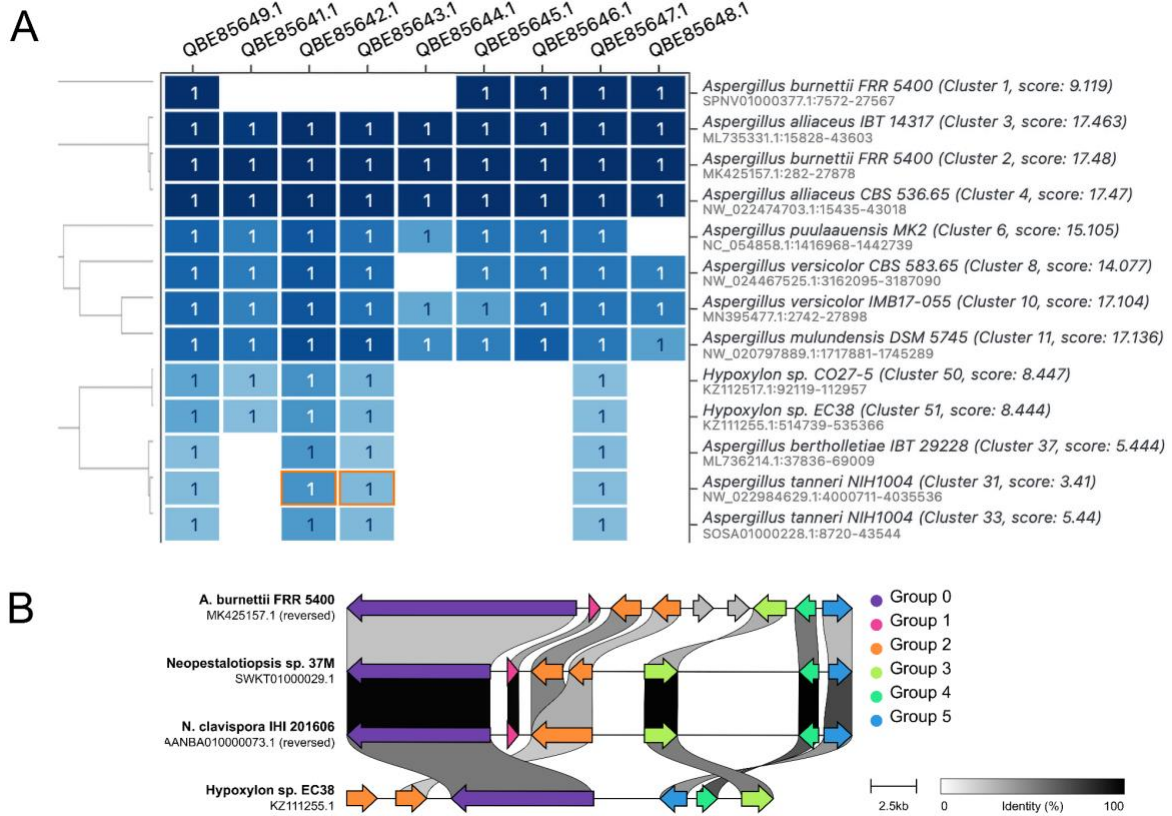 A
QBE85649.1 QBE85641.1 QBE85642.1 QBE85643.1 QBE85644.1 QBE85645.1 QBE85646.1 QBE85647.1 QBE85648.1
1 1 1 1 1 Aspergillus burnettii FRR 5400 (Cluster 1, score: 9.119)
SPNV01000377.1:7572-27567
1 1 1 1 1 1 1 1 1 Aspergillus alliaceus IBT 14317 (Cluster 3, score: 17.463)
ML735331.1:15828-43603
1 1 1 1 1 1 1 1 1 Aspergillus burnettii FRR 5400 (Cluster 2, score: 17.48)
MK425157.1:282-27878
1 1 1 1 1 1 1 1 1 Aspergillus alliaceus CBS 536.65 (Cluster 4, score: 17.47)
NW_022474703.1:15435-43018
1 1 1 1 1 1 1 1 Aspergillus puulaauensis MK2 (Cluster 6, score: 15.105)
NC_054858.1:1416968-1442739
1 1 1 1 1 1 1 1 Aspergillus versicolor CBS 583.65 (Cluster 8, score: 14.077)
NW_024467525.1:3162095-3187090
1 1 1 1 1 1 1 1 1 Aspergillus versicolor IMB17-055 (Cluster 10, score: 17.104)
MN395477.1:2742-27898
1 1 1 1 1 1 1 1 1 Aspergillus mulundensis DSM 5745 (Cluster 11, score: 17.136)
NW_020797889.1:1717881-1745289
1 1 1 1 1 Hypoxylon sp. CO27-5 (Cluster 50, score: 8.447)
KZ112517.1:92119-112957
1 1 1 1 1 Hypoxylon sp. EC38 (Cluster 51, score: 8.444)
KZ111255.1:514739-535366
1 1 1 1 Aspergillus bertholletiae IBT 29228 (Cluster 37, score: 5.444)
ML736214.1:37836-69009
1 1 1 1 Aspergillus tanneri NIH1004 (Cluster 31, score: 3.41)
NW_022984629.1:4000711-4035536
1 1 1 1 Aspergillus tanneri NIH1004 (Cluster 33, score: 5.44)
SOSA01000228.1:8720-43544
B
A. burnettii FRR 5400
MK425157.1 (reversed)
Neopestalotiopsis sp. 37M
SWKT01000029.1
N. clavispora IHI 201606
AANBA010000073.1 (reversed)
Hypoxylon sp. EC38
KZ111255.1
Group 0
Group 1
Group 2
Group 3
Group 4
Group 5
2.5kb
0 Identity (%) 100